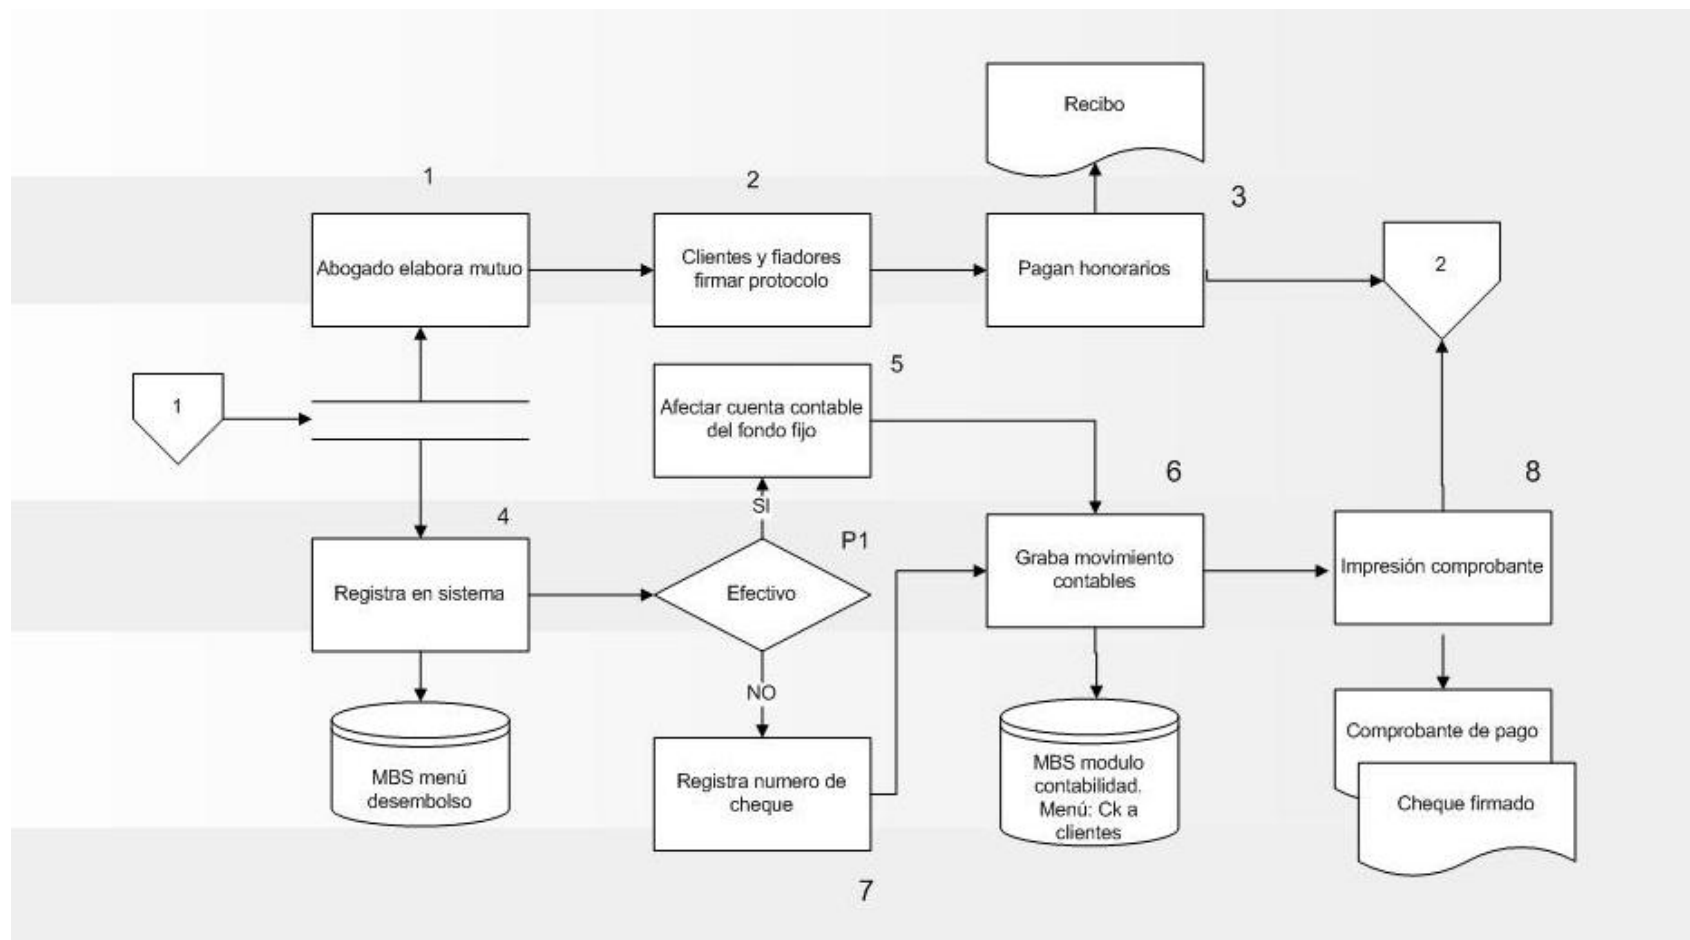 Recibo
1
2
3
Abogado elabora mutuo
Clientes y fiadores
firmar protocolo
Pagan honorarios
2
5
1
Afectar cuenta contable
del fondo fijo
6
8
4
SI
P1
Registra en sistema
Efectivo
Graba movimiento
contables
Impresión comprobante
NO
MBS menú
desembolso
Registra numero de
cheque
MBS modulo
contabilidad.
Menú: Ck a
clientes
Comprobante de pago
Cheque firmado
7